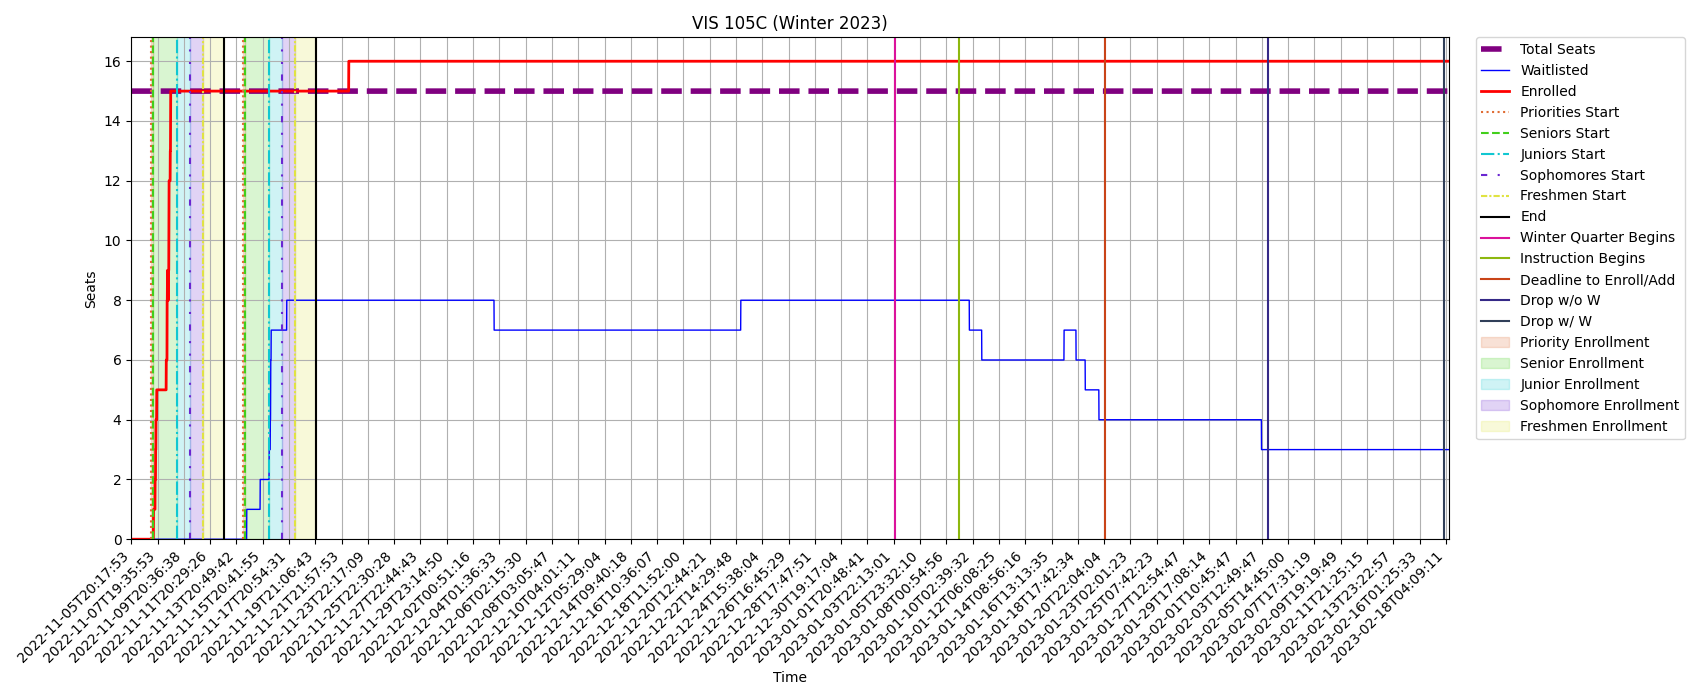 VIS 105C (Winter 2023)
Seats
16
14
12
10
8
6
4
2
0
2022-11-05T20:17:53
2022-11-07T19:35:53
2022-11-09T20:36:38
2022-11-11T20:29:26
2022-11-13T20:49:42
2022-11-15T20:41:55
2022-11-17T20:54:31
2022-11-19T21:06:43
2022-11-21T21:57:53
2022-11-23T22:17:09
2022-11-25T22:30:28
2022-11-27T22:44:43
2022-11-29T23:14:50
2022-12-02T00:51:16
2022-12-04T01:36:33
2022-12-06T02:15:30
2022-12-08T03:05:47
2022-12-10T04:01:11
2022-12-12T05:29:04
2022-12-14T09:40:18
2022-12-16T10:36:07
2022-12-18T11:52:00
2022-12-20T12:44:21
2022-12-22T14:29:48
2022-12-24T15:38:04
2022-12-26T16:45:29
2022-12-28T17:47:51
2022-12-30T19:17:04
2023-01-01T20:48:41
2023-01-03T22:13:01
2023-01-05T23:32:10
2023-01-08T00:54:56
2023-01-10T02:39:32
2023-01-12T06:08:25
2023-01-14T08:56:16
2023-01-16T13:13:35
2023-01-18T17:42:34
2023-01-20T22:04:04
2023-01-23T02:01:23
2023-01-25T07:42:23
2023-01-27T12:54:47
2023-01-29T17:08:14
2023-02-01T10:45:47
2023-02-03T12:49:47
2023-02-05T14:45:00
2023-02-07T17:31:19
2023-02-09T19:19:49
2023-02-11T21:25:15
2023-02-13T23:22:57
2023-02-16T01:25:33
2023-02-18T04:09:11
Time
Total Seats
Waitlisted
Enrolled
Priorities Start
Seniors Start
Juniors Start
Sophomores Start
Freshmen Start
End
Winter Quarter Begins
Instruction Begins
Deadline to Enroll/Add
Drop w/o W
Drop w/ W
Priority Enrollment
Senior Enrollment
Junior Enrollment
Sophomore Enrollment
Freshmen Enrollment